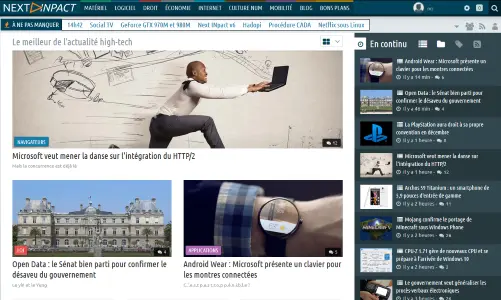 NEXT INPACT MATÉRIEL LOGICIEL DROIT ÉCONOMIE INTERNET CULTURE NUM MOBILITÉ BLOG BONS PLANS
À NE PAS MANQUER 14h42 Social TV GeForce GTX 970M et 980M Next INpact v6 Hadopi Procédure CADA Netflix sous Linux
Le meilleur de l'actualité high-tech
NAVIGATEURS
Microsoft veut mener la danse sur l'intégration du HTTP/2
Mais la concurrence est déjà là
LOI
Open Data : le Sénat bien parti pour confirmer le
désaveu du gouvernement
APPLICATIONS
Android Wear : Microsoft présente un clavier pour
les montres connectées
En continu
Android Wear : Microsoft présente un
clavier pour les montres connectées
Il y a 14 min
Open Data : le Sénat bien parti pour
confirmer le désaveu du gouvernement
Il y a 44 min
La PlayStation aura droit à sa propre
convention en décembre
Il y a 1 heure
Microsoft veut mener la danse sur
l'intégration du HTTP/2
Il y a 1 heure
Archos 59 Titanium : un smartphone de
5,9 pouces d'entrée de gamme
Il y a 2 heures
Mojang confirme le portage de
Minecraft sous Windows Phone
Il y a 2 heures
CPU-Z 1.71 gère de nouveaux CPU et se
prépare à l'arrivée de Windows 10
Il y a 2 heures
Le gouvernement veut généraliser les
procès-verbaux électroniques